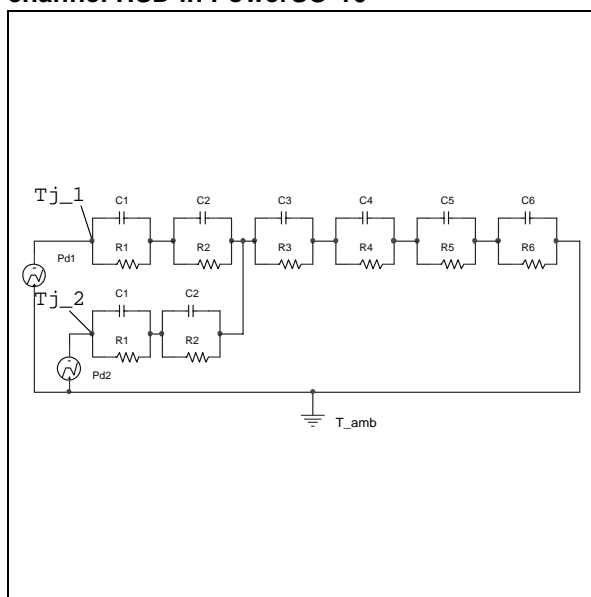 channel HSD in PowerSO-10
Tj_1
C1 C2 C3 C4 C5 C6
R1 R2 R3 R4 R5 R6
Pd1
Tj_2
C1 C2
R1 R2
Pd2
T_amb